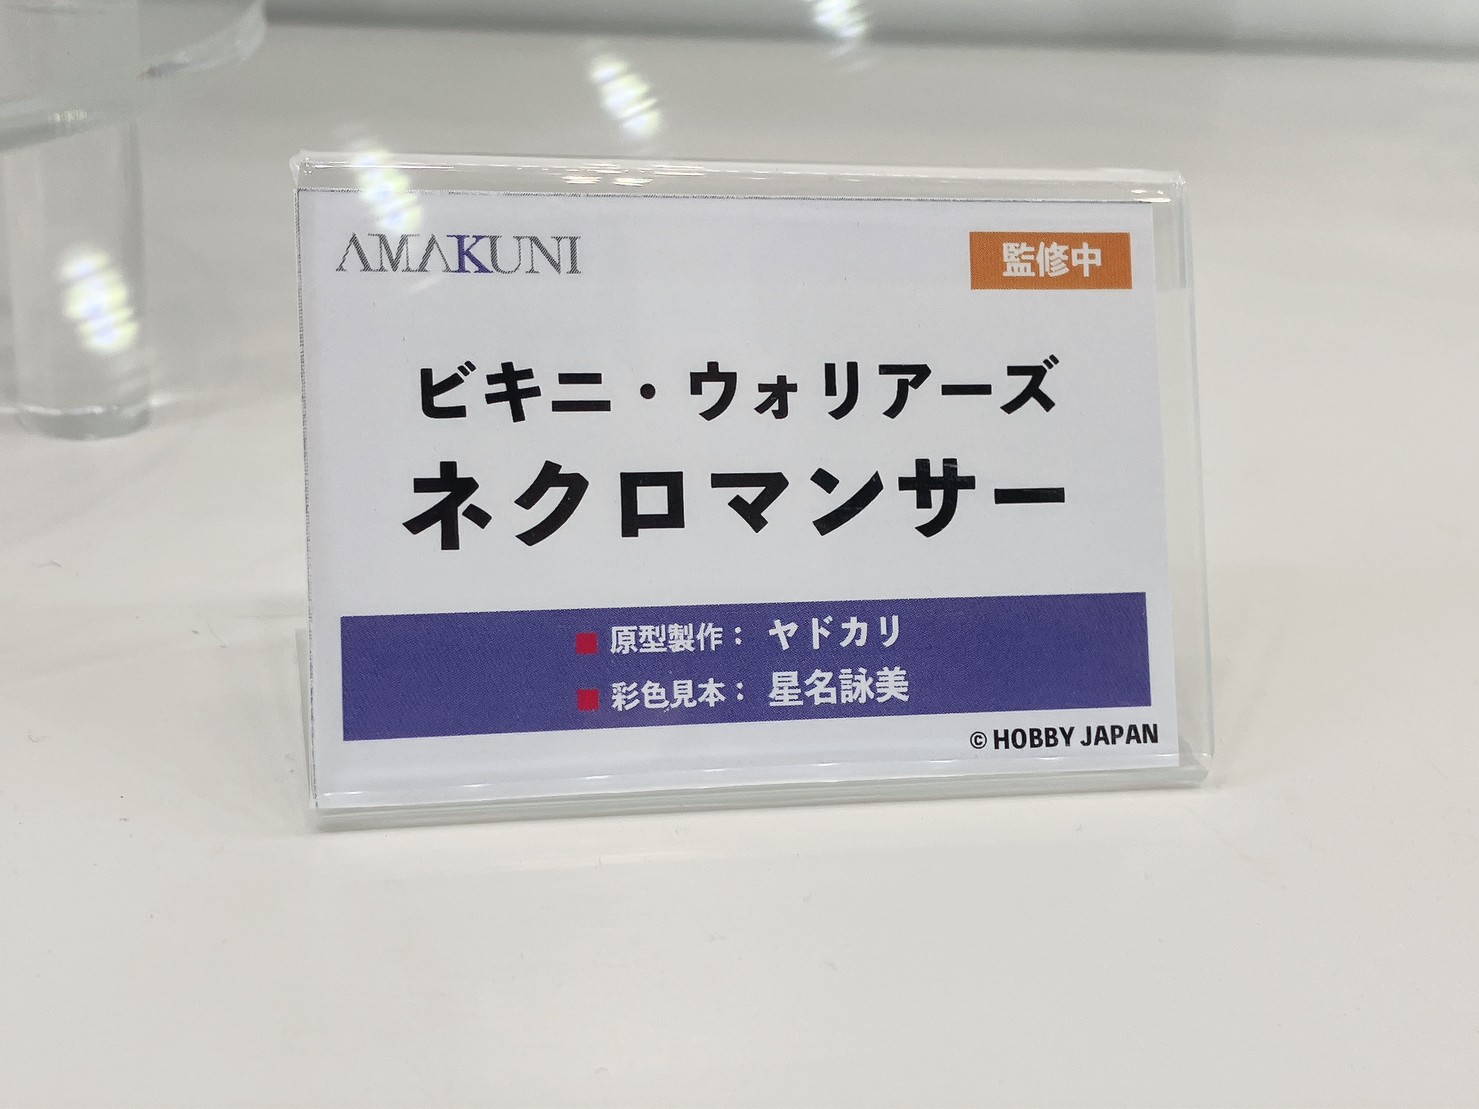 AMAKUNI
監修中
ビキニ・ウォリアーズ
ネクロマンサー
■ 原型製作： ヤドカリ
■ 彩色見本： 星名詠美
© HOBBY JAPAN